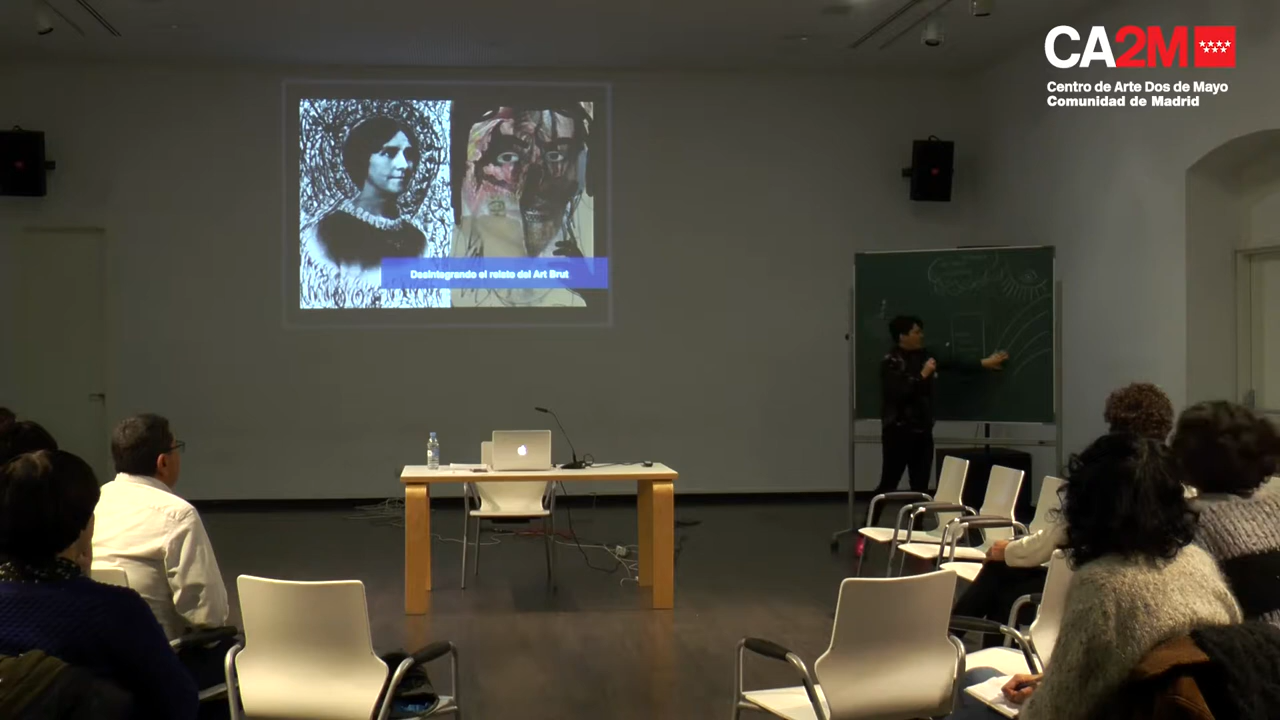 CA2M
Centro de Arte Dos de Mayo
Comunidad de Madrid
Desintegrando el relato del Art Brut